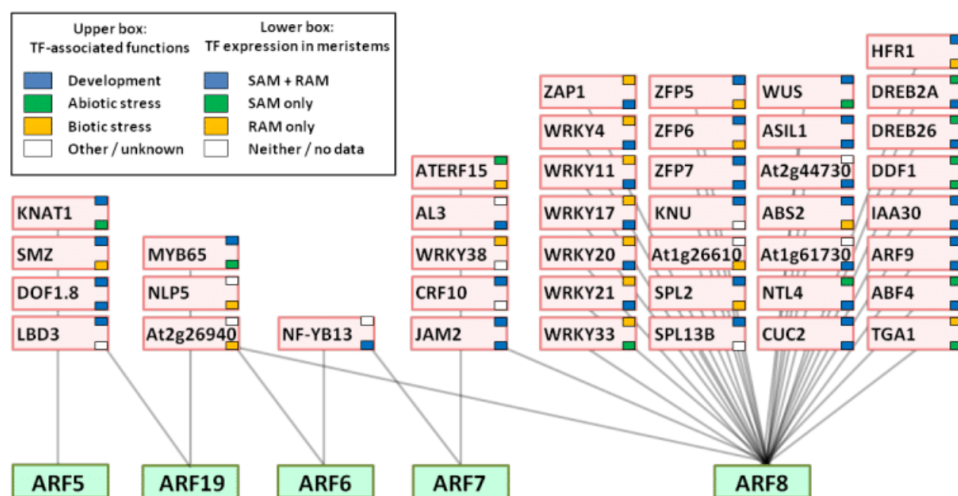 Upper box:
TF-associated functions
Development
Abiotic stress
Biotic stress
Other / unknown
Lower box:
TF expression in meristems
SAM + RAM
SAM only
RAM only
Neither / no data
KNAT1
SMZ
DOF1.8
LBD3
MYB65
NLP5
At2g26940
NF-YB13
ATERF15
AL3
WRKY38
CRF10
JAM2
ZAP1
WRKY4
WRKY11
WRKY17
WRKY20
WRKY21
WRKY33
ZFP5
ZFP6
ZFP7
KNU
At1g26610
SPL2
SPL13B
WUS
ASIL1
At2g44730
ABS2
At1g61730
NTL4
CUC2
HFR1
DREB2A
DREB26
DDF1
IAA30
ARF9
ABF4
TGA1
ARF5
ARF19
ARF6
ARF7
ARF8